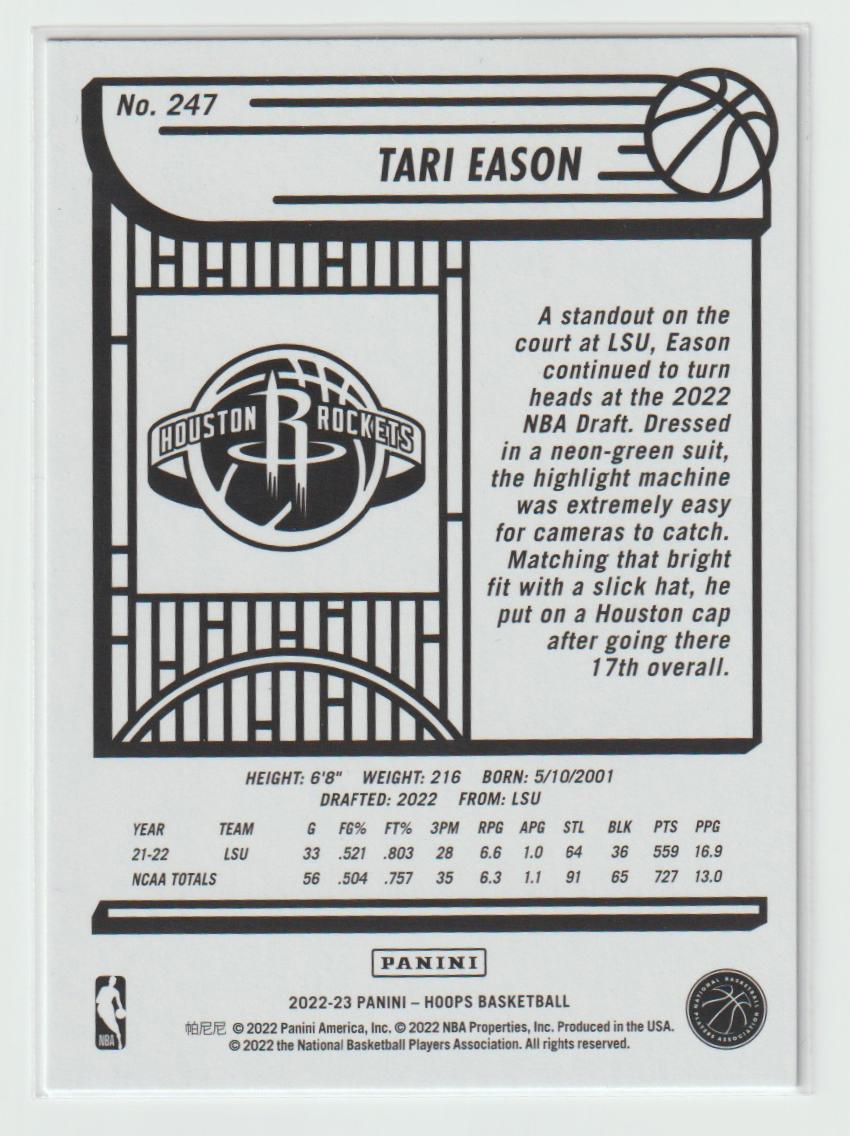 No. 247
TARI EASON
HOUSTON ROCKETS
A standout on the
court at LSU, Eason
continued to turn
heads at the 2022
NBA Draft. Dressed
in a neon-green suit,
the highlight machine
was extremely easy
for cameras to catch.
Matching that bright
fit with a slick hat, he
put on a Houston cap
after going there
17th overall.
HEIGHT: 6'8" WEIGHT: 216 BORN: 5/10/2001
DRAFTED: 2022 FROM: LSU
YEAR TEAM G FG% FT% 3PM RPG APG STL BLK PTS PPG
21-22 LSU 33 .521 .803 28 6.6 1.0 64 36 559 16.9
NCAA TOTALS 56 .504 .757 35 6.3 1.1 91 65 727 13.0
PANINI
2022-23 PANINI – HOOPS BASKETBALL
帕尼尼 © 2022 Panini America, Inc. © 2022 NBA Properties, Inc. Produced in the USA.
© 2022 the National Basketball Players Association. All rights reserved.
NBA
NATIONAL BASKETBALL PLAYERS ASSOCIATION